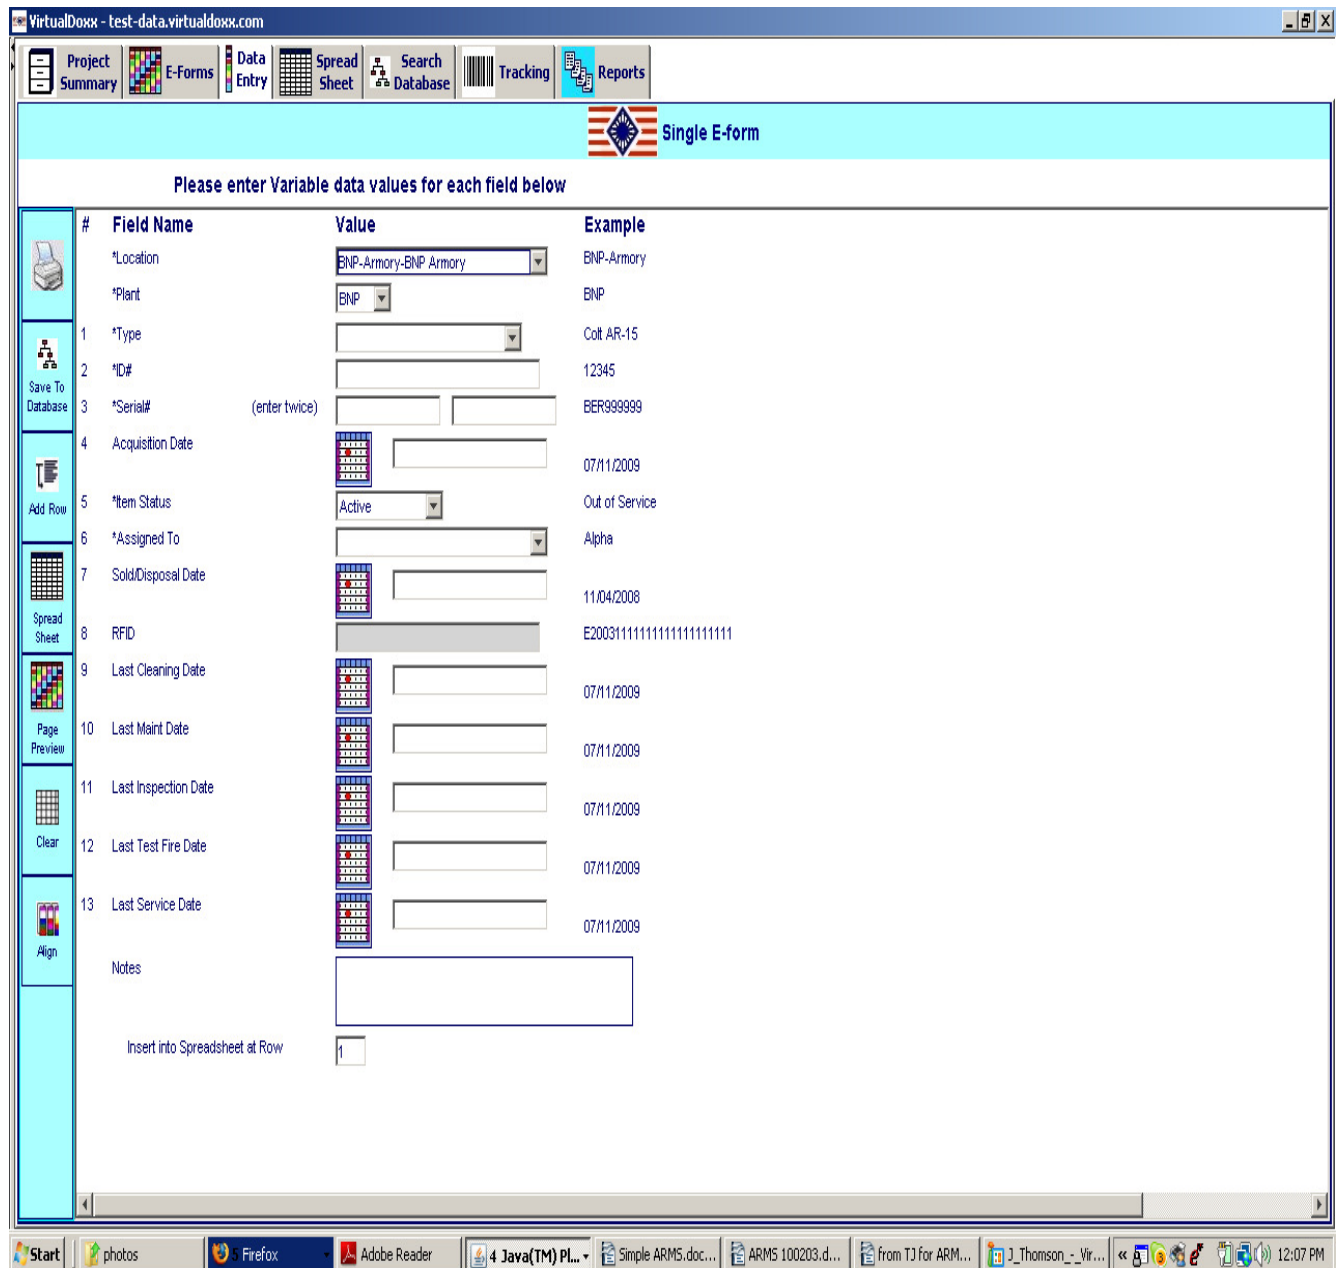 VirtualDoxx - test-data.virtualdoxx.com
Project Summary E-Forms Data Entry Spread Sheet Search Database Tracking Reports
Single E-form
Please enter Variable data values for each field below
# Field Name Value Example
*Location BNP-Armory-BNP Armory BNP-Armory
*Plant BNP BNP
1 *Type Colt AR-15
2 *ID# 12345
Save To Database
3 *Serial# (enter twice) BER999999
4 Acquisition Date 07/11/2009
Add Row
5 *Item Status Active Out of Service
6 *Assigned To Alpha
7 Sold/Disposal Date 11/04/2008
Spread Sheet
8 RFID
9 Last Cleaning Date 07/11/2009
Page Preview
10 Last Maint Date 07/11/2009
11 Last Inspection Date 07/11/2009
Clear
12 Last Test Fire Date 07/11/2009
13 Last Service Date 07/11/2009
Align
Notes
Insert into Spreadsheet at Row 1
Start photos 5 Firefox Adobe Reader 4 Java(TM) Pl... Simple ARMS.doc... ARMS 100203.d... from TJ for ARM... J_Thomson_-_Vir... « 12:07 PM